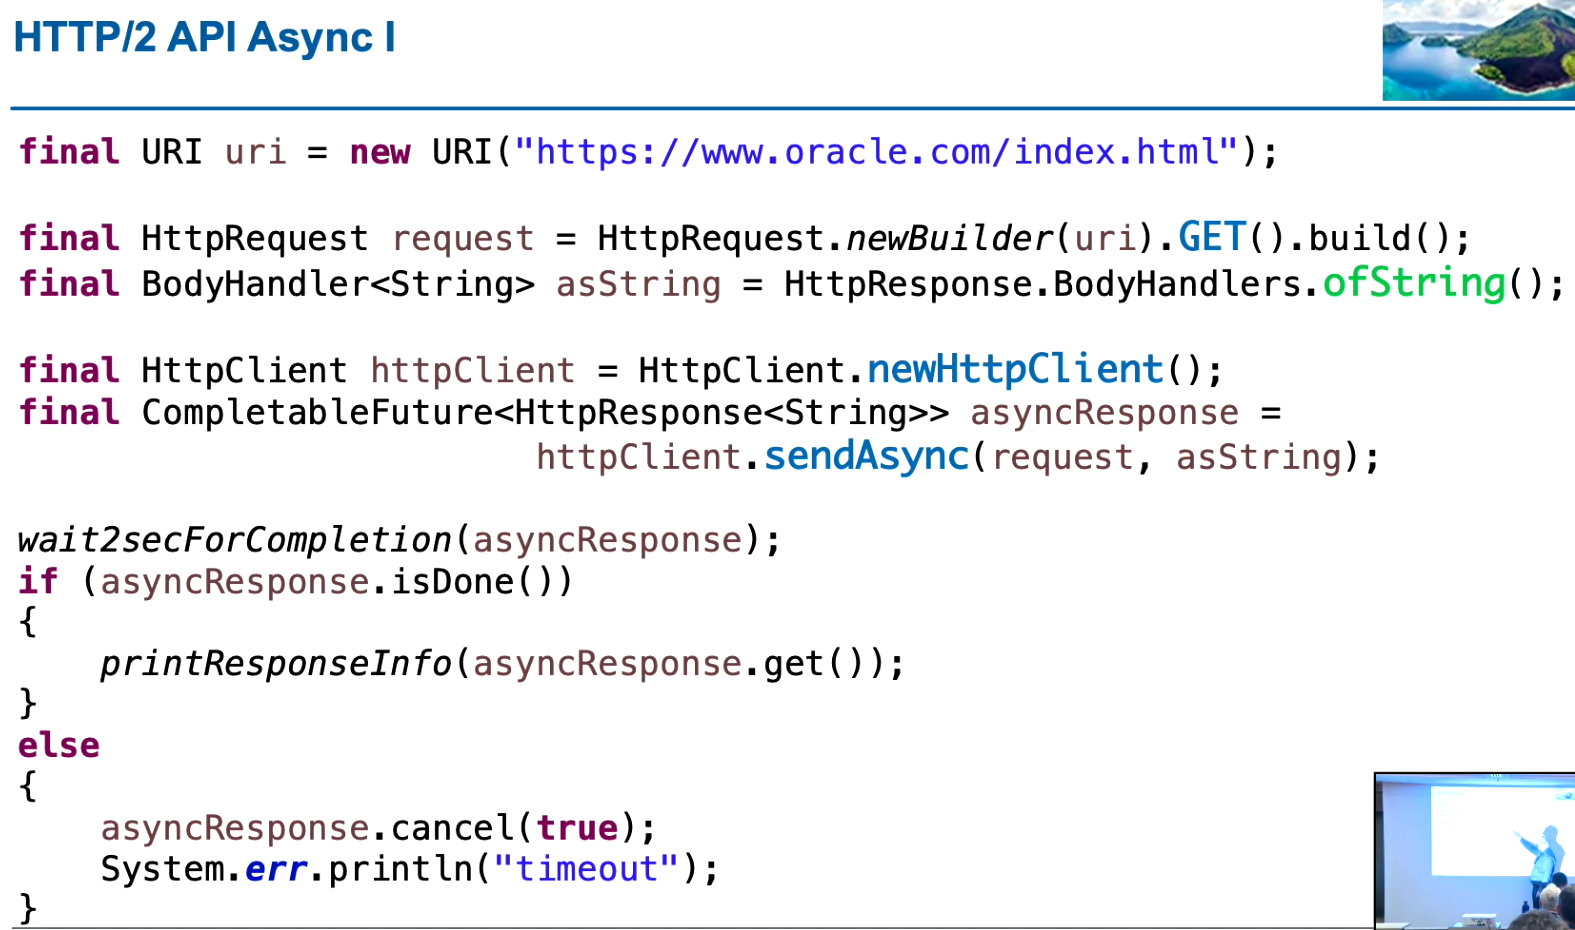 HTTP/2 API Async I
final URI uri = new URI("https://www.oracle.com/index.html");
final HttpRequest request = HttpRequest.newBuilder(uri).GET().build();
final BodyHandler<String> asString = HttpResponse.BodyHandlers.ofString();
final HttpClient httpClient = HttpClient.newHttpClient();
final CompletableFuture<HttpResponse<String>> asyncResponse =
httpClient.sendAsync(request, asString);
wait2secForCompletion(asyncResponse);
if (asyncResponse.isDone())
{
printResponseInfo(asyncResponse.get());
}
else
{
asyncResponse.cancel(true);
System.err.println("timeout");
}